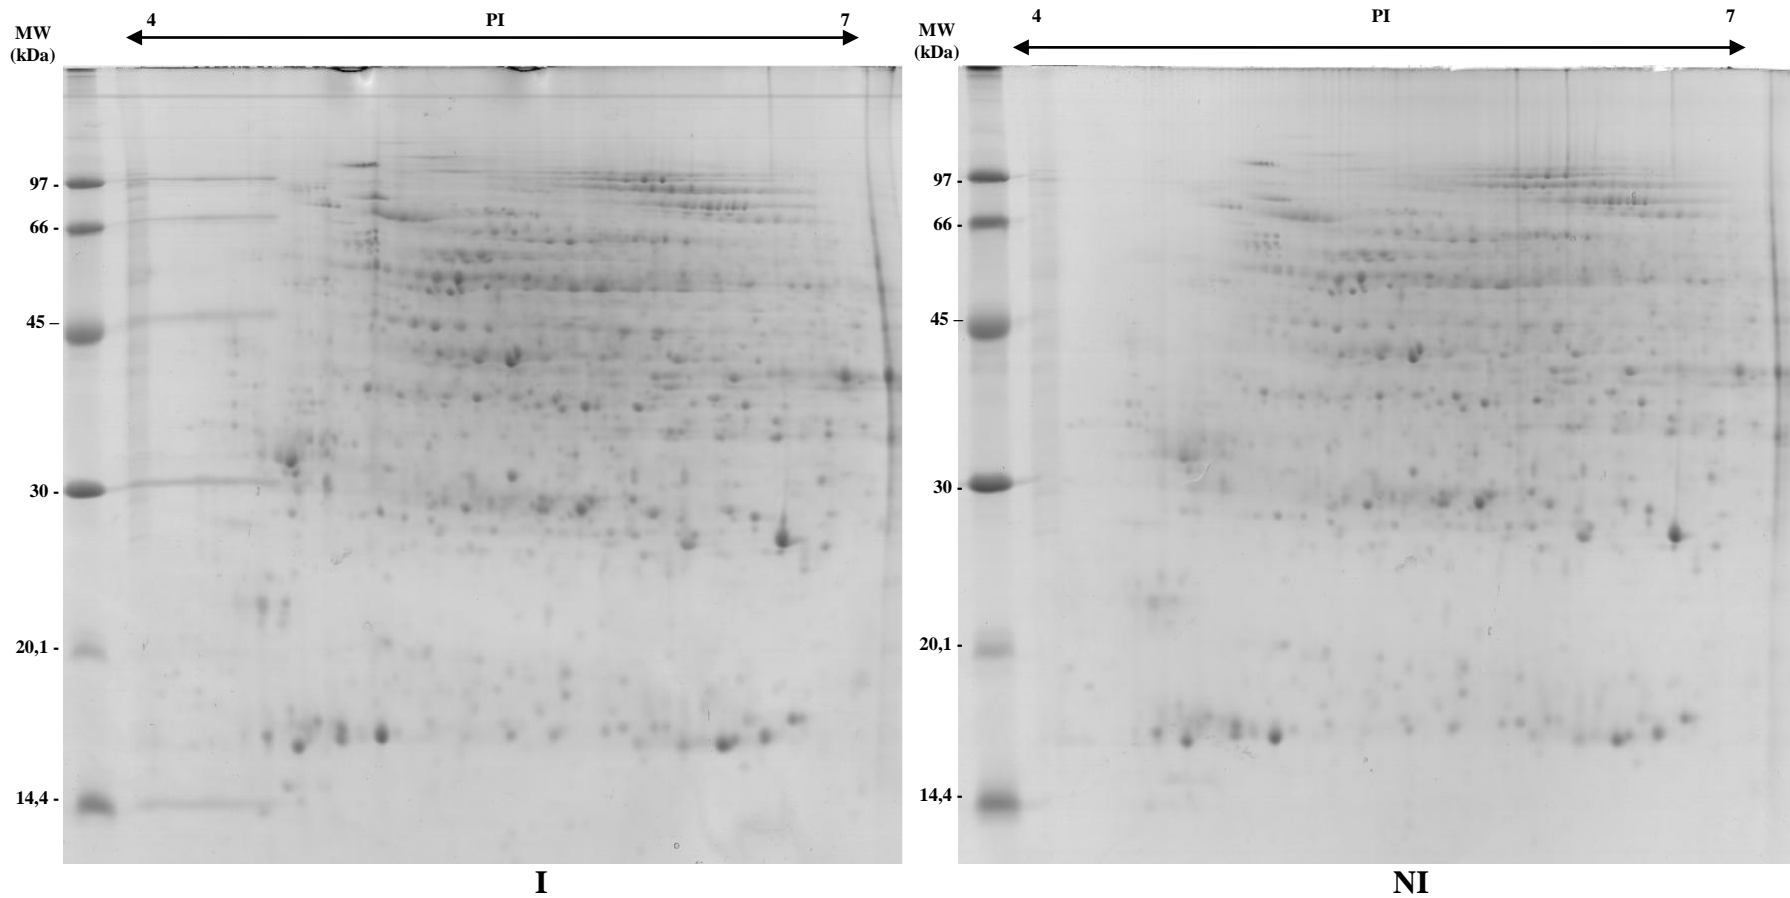 4 PI 7
MW
(kDa)
97 -
66 -
45 –
30 -
20,1 -
14,4 -
I
4 PI 7
MW
(kDa)
97 -
66 -
45 –
30 -
20,1 -
14,4 -
NI